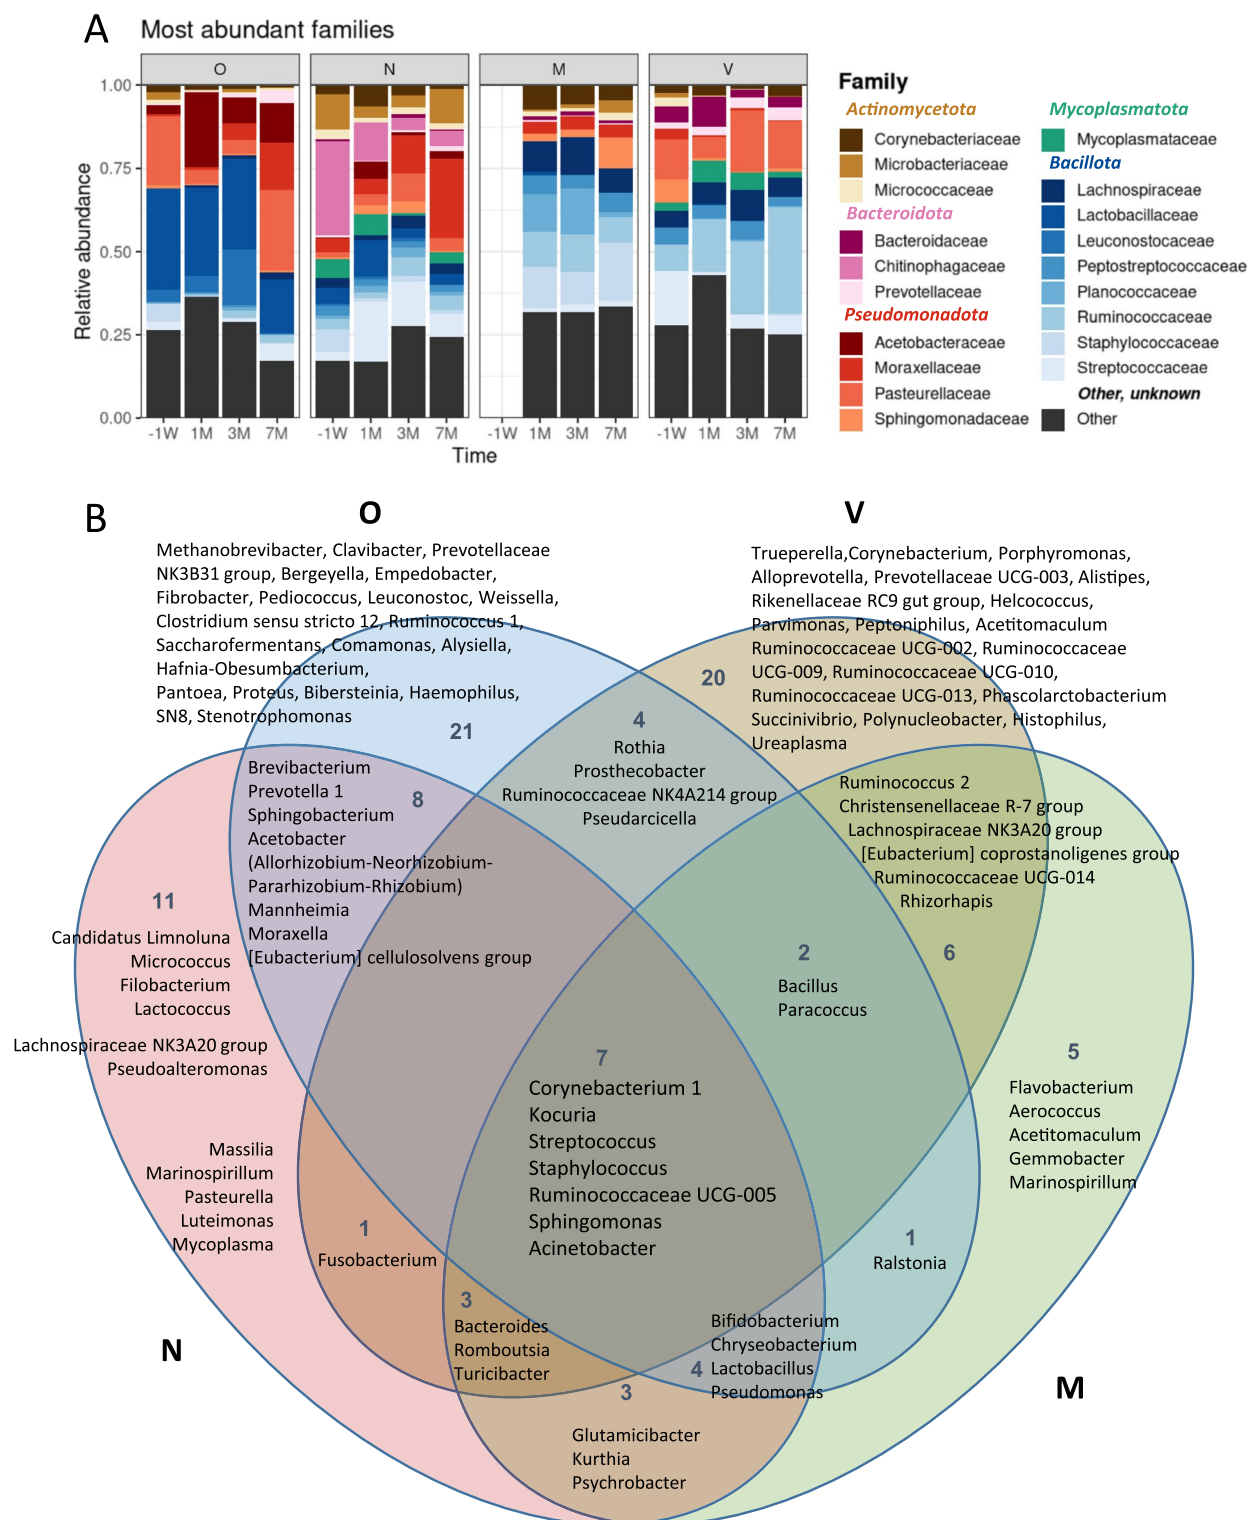 A
Most abundant families
O
N
M
V
1.00
0.75
0.50
0.25
0.00
Relative abundance
-1W 1M 3M 7M
-1W 1M 3M 7M
-1W 1M 3M 7M
-1W 1M 3M 7M
Time
Family
Actinomycetota
Corynebacteriaceae
Microbacteriaceae
Micrococcaceae
Bacteroidota
Bacteroidaceae
Chitinophagaceae
Prevotellaceae
Pseudomonadota
Acetobacteraceae
Moraxellaceae
Pasteurellaceae
Sphingomonadaceae
Mycoplasmatota
Mycoplasmataceae
Bacillota
Lachnospiraceae
Lactobacillaceae
Leuconostocaceae
Peptostreptococcaceae
Planococcaceae
Ruminococcaceae
Staphylococcaceae
Streptococcaceae
Other, unknown
Other
B
O
Methanobrevibacter, Clavibacter, Prevotellaceae
NK3B31 group, Bergeyella, Empedobacter,
Fibrobacter, Pediococcus, Leuconostoc, Weissella,
Clostridium sensu stricto 12, Ruminococcus 1,
Saccharofermentans, Comamonas, Alysiella,
Hafnia-Obesumbacterium,
Pantoea, Proteus, Bibersteinia, Haemophilus,
SN8, Stenotrophomonas
21
V
Trueperella,Corynebacterium, Porphyromonas,
Alloprevotella, Prevotellaceae UCG-003, Alistipes,
Rikenellaceae RC9 gut group, Helcococcus,
Parvimonas, Peptoniphilus, Acetitomaculum
Ruminococcaceae UCG-002, Ruminococcaceae
UCG-009, Ruminococcaceae UCG-010,
Ruminococcaceae UCG-013, Phascolarctobacterium
Succinivibrio, Polynucleobacter, Histophilus,
Ureaplasma
20
4
Rothia
Prosthecobacter
Ruminococcaceae NK4A214 group
Pseudarcicella
8
Brevibacterium
Prevotella 1
Sphingobacterium
Acetobacter
(Allorhizobium-Neorhizobium-
Pararhizobium-Rhizobium)
Mannheimia
Moraxella
[Eubacterium] cellulosolvens group
Ruminococcus 2
Christensenellaceae R-7 group
Lachnospiraceae NK3A20 group
[Eubacterium] coprostanoligenes group
Ruminococcaceae UCG-014
Rhizorhapis
6
11
Candidatus Limnoluna
Micrococcus
Filobacterium
Lactococcus
Lachnospiraceae NK3A20 group
Pseudoalteromonas
Massilia
Marinospirillum
Pasteurella
Luteimonas
Mycoplasma
2
Bacillus
Paracoccus
7
Corynebacterium 1
Kocuria
Streptococcus
Staphylococcus
Ruminococcaceae UCG-005
Sphingomonas
Acinetobacter
5
Flavobacterium
Aerococcus
Acetitomaculum
Gemmobacter
Marinospirillum
1
Fusobacterium
1
Ralstonia
3
Bacteroides
Romboutsia
Turicibacter
4
Bifidobacterium
Chryseobacterium
Lactobacillus
Pseudomonas
3
Glutamicibacter
Kurthia
Psychrobacter
N
M